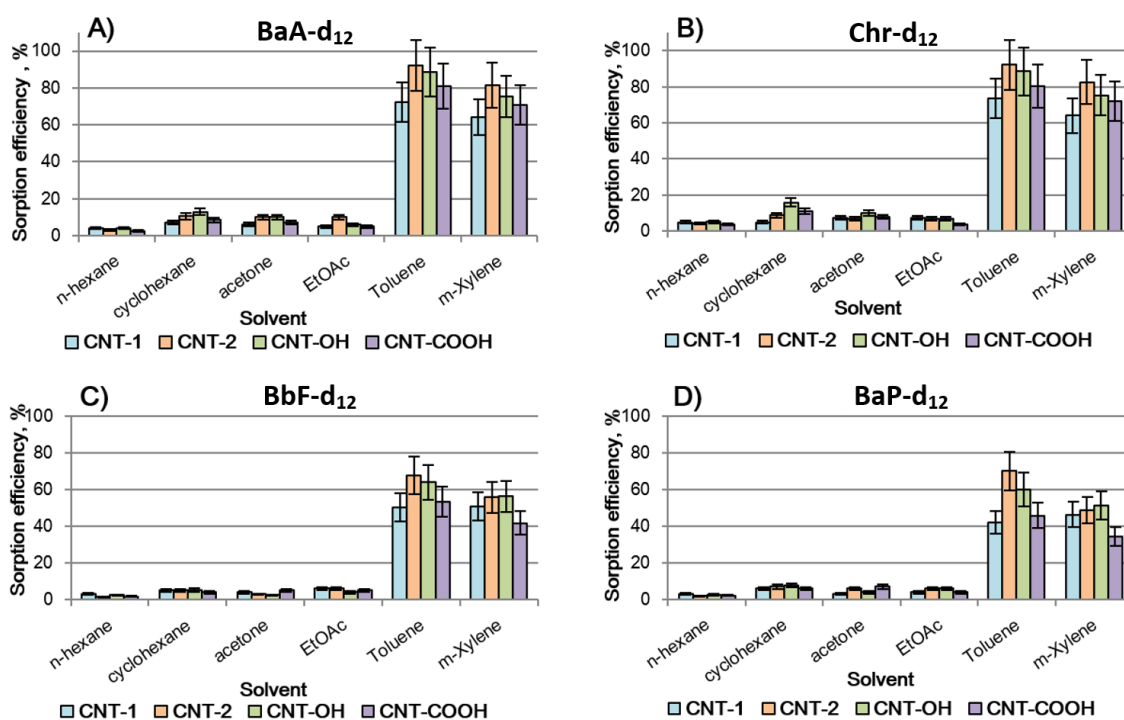 A) BaA-d12
Sorption efficiency , %
100
80
60
40
20
0
n-hexane
cyclohexane
acetone
EtOAc
Toluene
m-Xylene
Solvent
CNT-1 CNT-2 CNT-OH CNT-COOH
B) Chr-d12
Sorption efficiency, %
100
80
60
40
20
0
n-hexane
cyclohexane
acetone
EtOAc
Toluene
m-Xylene
Solvent
CNT-1 CNT-2 CNT-OH CNT-COOH
C) BbF-d12
Sorption efficiency, %
100
80
60
40
20
0
n-hexane
cyclohexane
acetone
EtOAc
Toluene
m-Xylene
Solvent
CNT-1 CNT-2 CNT-OH CNT-COOH
D) BaP-d12
Sorption efficiency, %
100
80
60
40
20
0
n-hexane
cyclohexane
acetone
EtOAc
Toluene
m-Xylene
Solvent
CNT-1 CNT-2 CNT-OH CNT-COOH